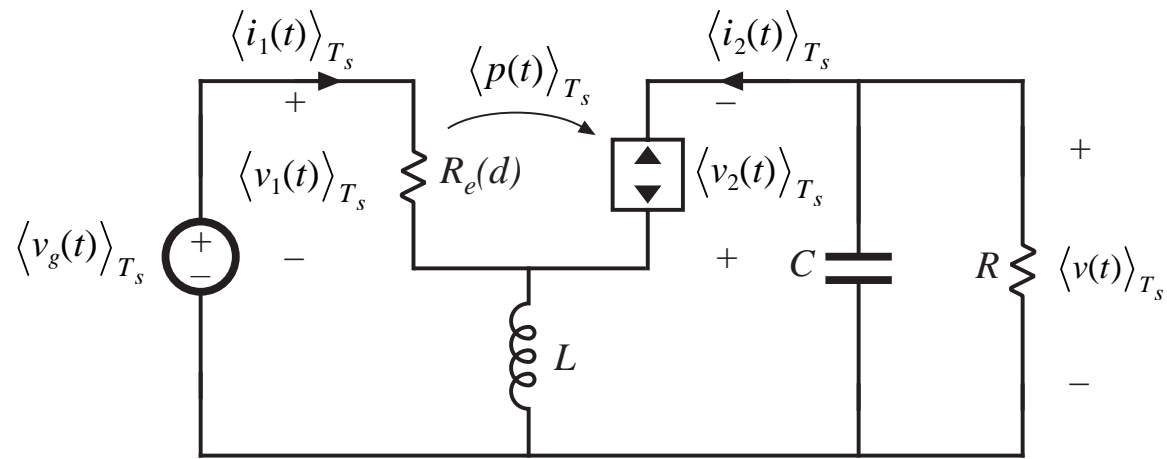 ⟨i₁(t)⟩_{T_s}
⟨i₂(t)⟩_{T_s}
⟨p(t)⟩_{T_s}
+
−
⟨v₁(t)⟩_{T_s}
R_e(d)
⟨v₂(t)⟩_{T_s}
+
⟨v_g(t)⟩_{T_s}
+
−
−
+
C
R
⟨v(t)⟩_{T_s}
L
−